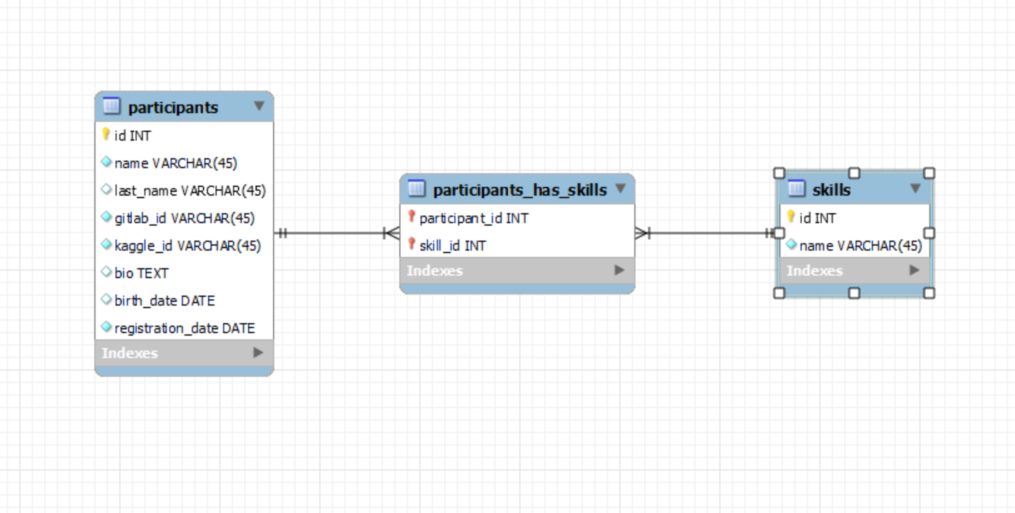 participants
id INT
name VARCHAR(45)
last_name VARCHAR(45)
gitlab_id VARCHAR(45)
kaggle_id VARCHAR(45)
bio TEXT
birth_date DATE
registration_date DATE
Indexes
participants_has_skills
participant_id INT
skill_id INT
Indexes
skills
id INT
name VARCHAR(45)
Indexes